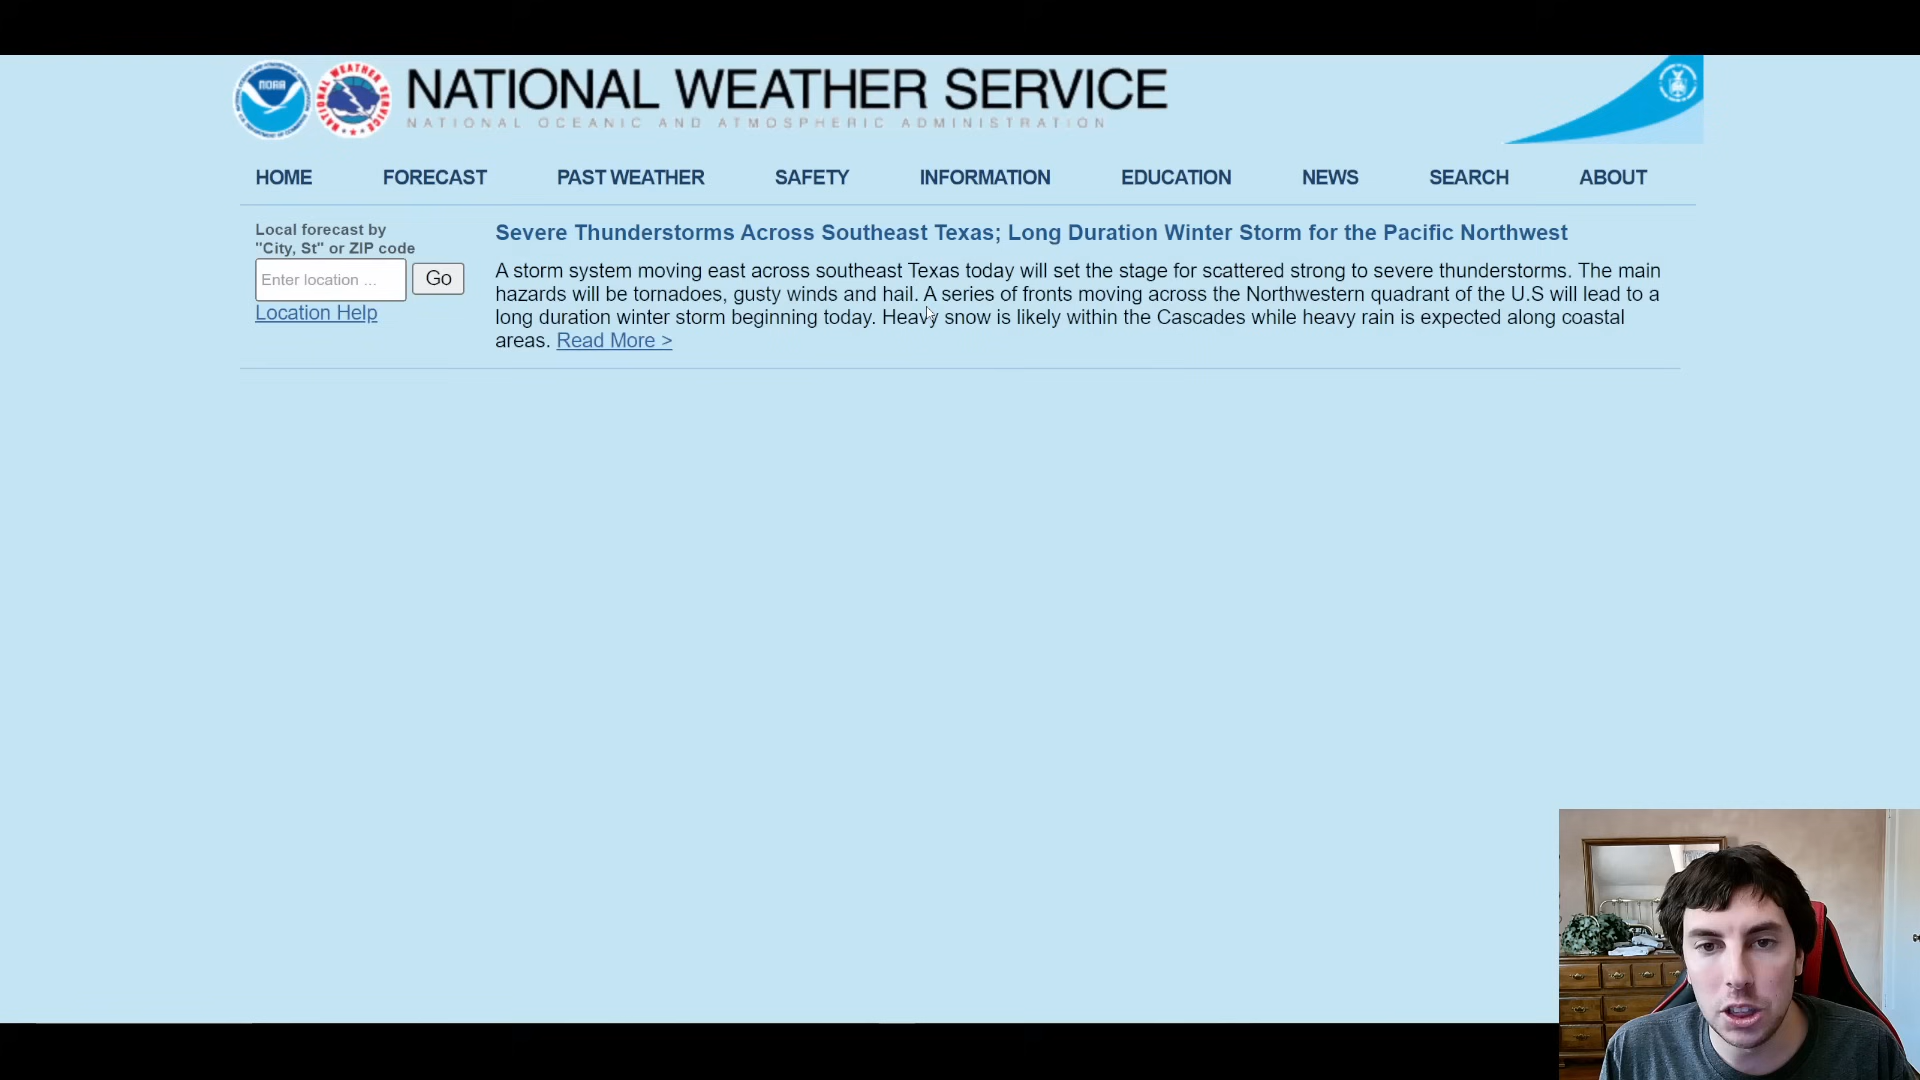 NOAA
NATIONAL WEATHER SERVICE
NATIONAL OCEANIC AND ATMOSPHERIC ADMINISTRATION
HOME FORECAST PAST WEATHER SAFETY INFORMATION EDUCATION NEWS SEARCH ABOUT
Local forecast by
"City, St" or ZIP code
Enter location ... Go
Location Help
Severe Thunderstorms Across Southeast Texas; Long Duration Winter Storm for the Pacific Northwest
A storm system moving east across southeast Texas today will set the stage for scattered strong to severe thunderstorms. The main
hazards will be tornadoes, gusty winds and hail. A series of fronts moving across the Northwestern quadrant of the U.S will lead to a
long duration winter storm beginning today. Heavy snow is likely within the Cascades while heavy rain is expected along coastal
areas. Read More >